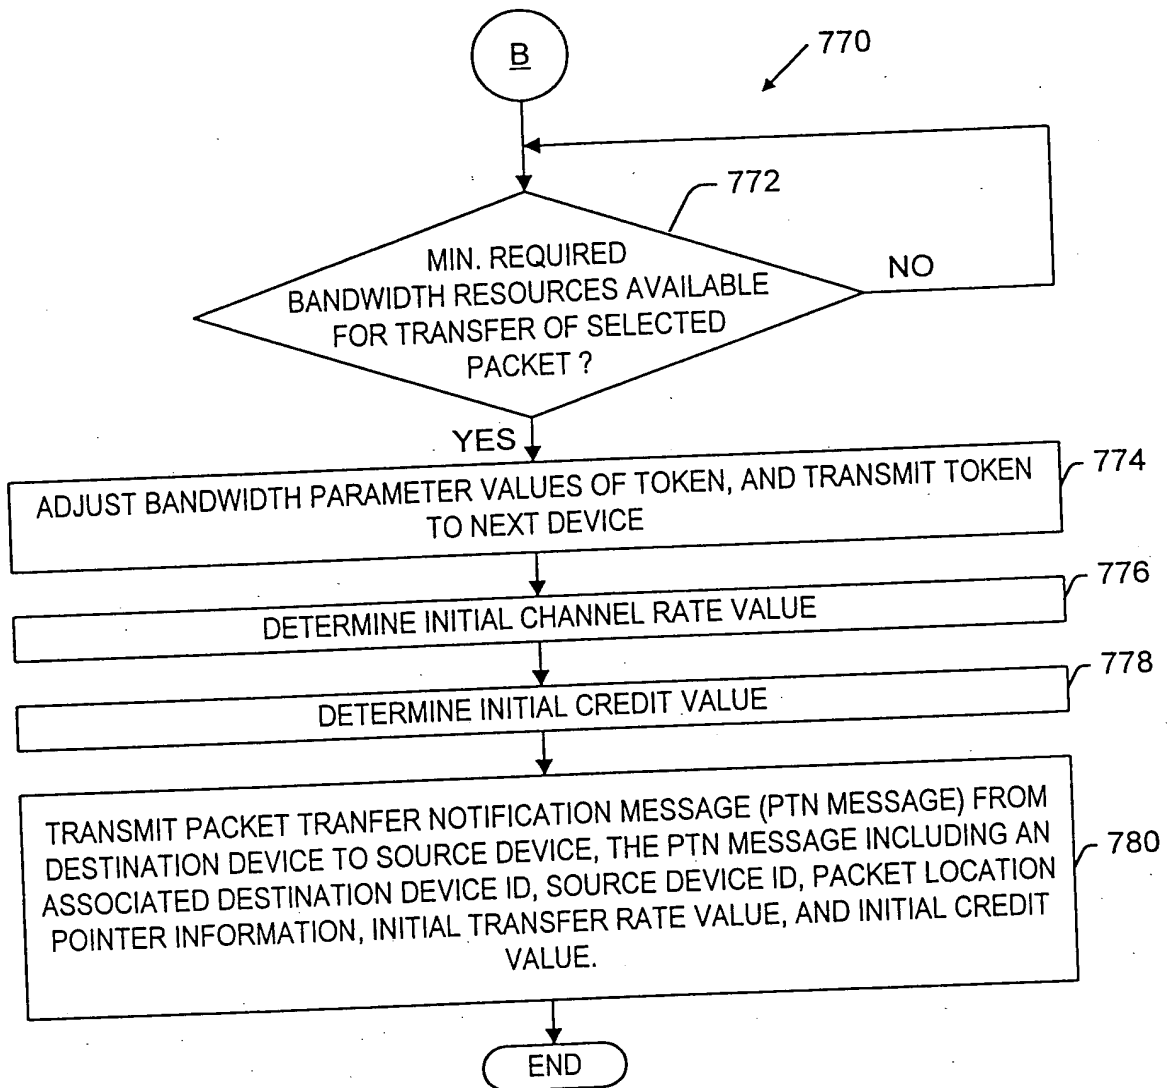 B
770
772
MIN. REQUIRED
BANDWIDTH RESOURCES AVAILABLE
FOR TRANSFER OF SELECTED
PACKET ?
NO
YES
774
ADJUST BANDWIDTH PARAMETER VALUES OF TOKEN, AND TRANSMIT TOKEN
TO NEXT DEVICE
776
DETERMINE INITIAL CHANNEL RATE VALUE
778
DETERMINE INITIAL CREDIT VALUE
780
TRANSMIT PACKET TRANFER NOTIFICATION MESSAGE (PTN MESSAGE) FROM
DESTINATION DEVICE TO SOURCE DEVICE, THE PTN MESSAGE INCLUDING AN
ASSOCIATED DESTINATION DEVICE ID, SOURCE DEVICE ID, PACKET LOCATION
POINTER INFORMATION, INITIAL TRANSFER RATE VALUE, AND INITIAL CREDIT
VALUE.
END